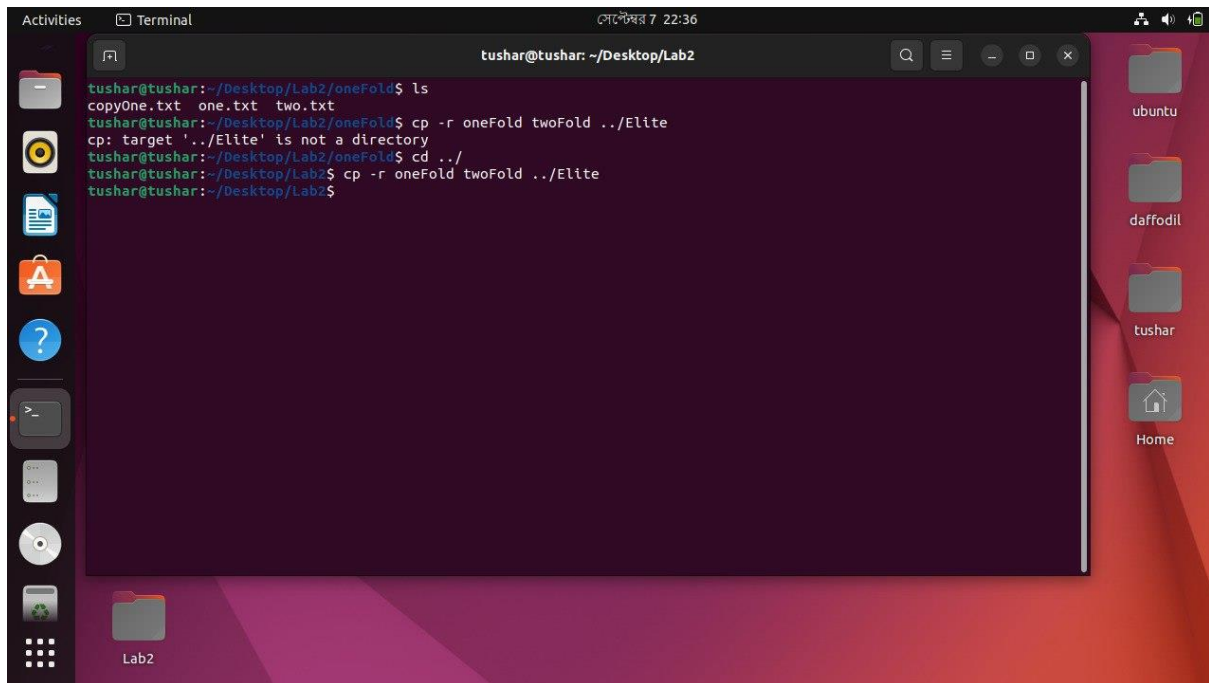 Activities Terminal সেপ্টেম্বর 7 22:36
tushar@tushar: ~/Desktop/Lab2
tushar@tushar:~/Desktop/Lab2/oneFold$ ls
copyOne.txt one.txt two.txt
tushar@tushar:~/Desktop/Lab2/oneFold$ cp -r oneFold twoFold ../Elite
cp: target '../Elite' is not a directory
tushar@tushar:~/Desktop/Lab2/oneFold$ cd ../
tushar@tushar:~/Desktop/Lab2$ cp -r oneFold twoFold ../Elite
tushar@tushar:~/Desktop/Lab2$
ubuntu
daffodil
tushar
Home
Lab2